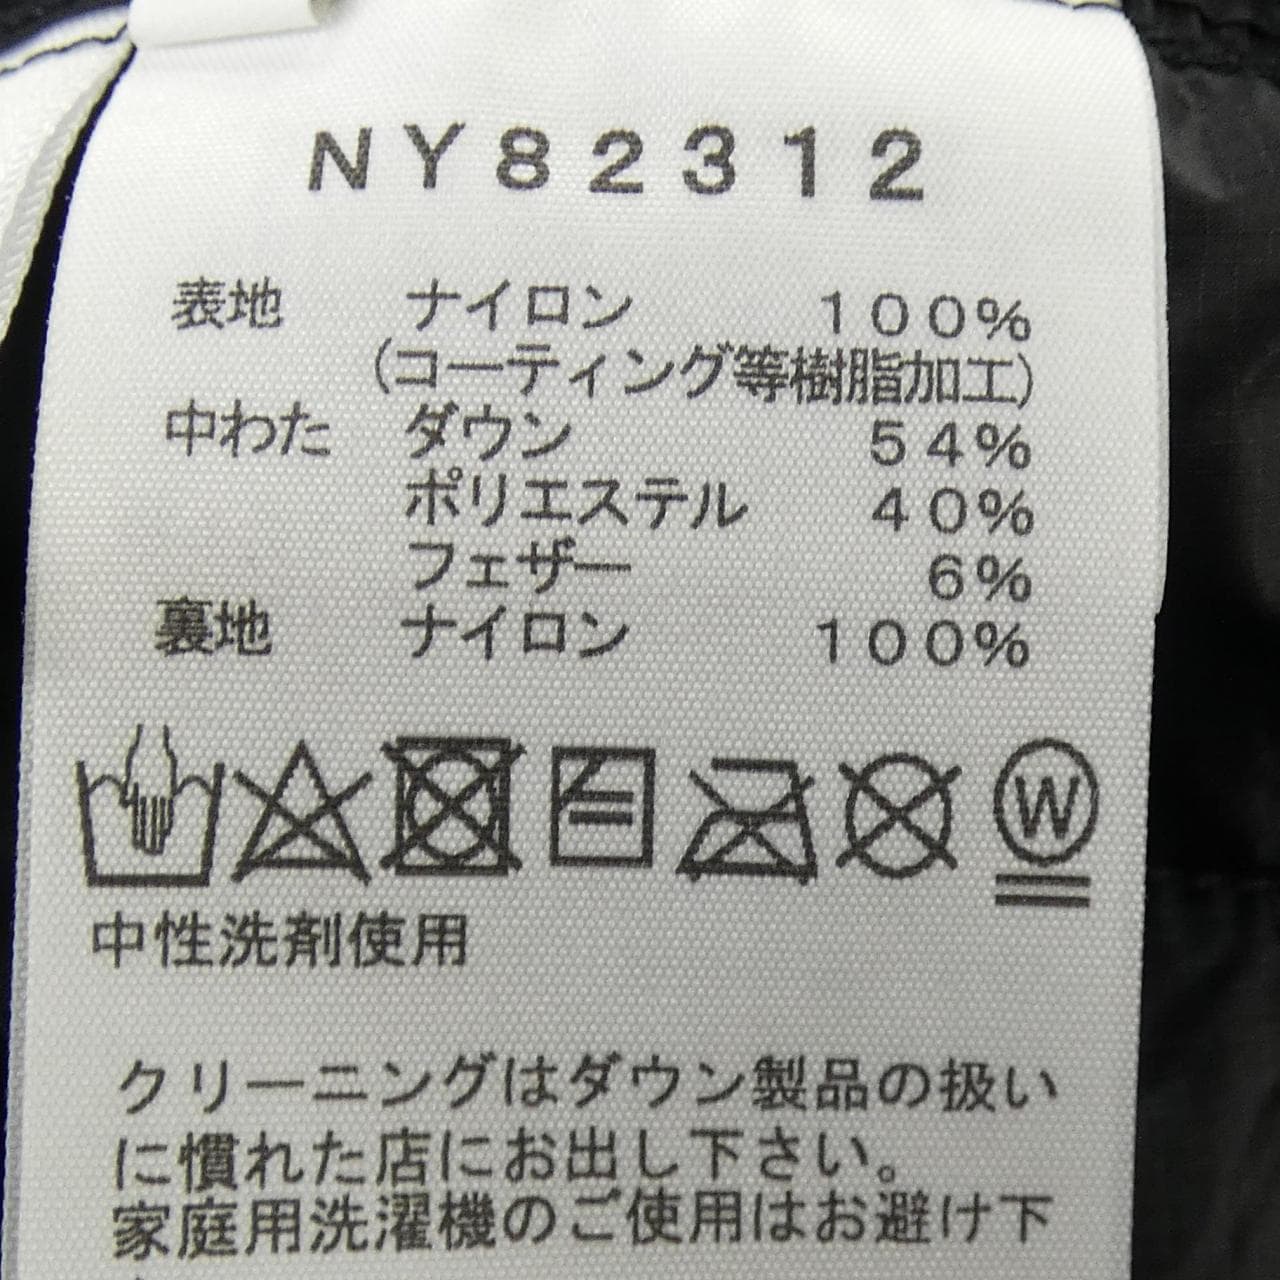 NY82312
表地 ナイロン 100%
(コーティング等樹脂加工)
中わた ダウン 54%
ポリエステル 40%
フェザー 6%
裏地 ナイロン 100%
W
中性洗剤使用
クリーニングはダウン製品の扱い
に慣れた店にお出し下さい。
家庭用洗濯機のご使用はお避け下